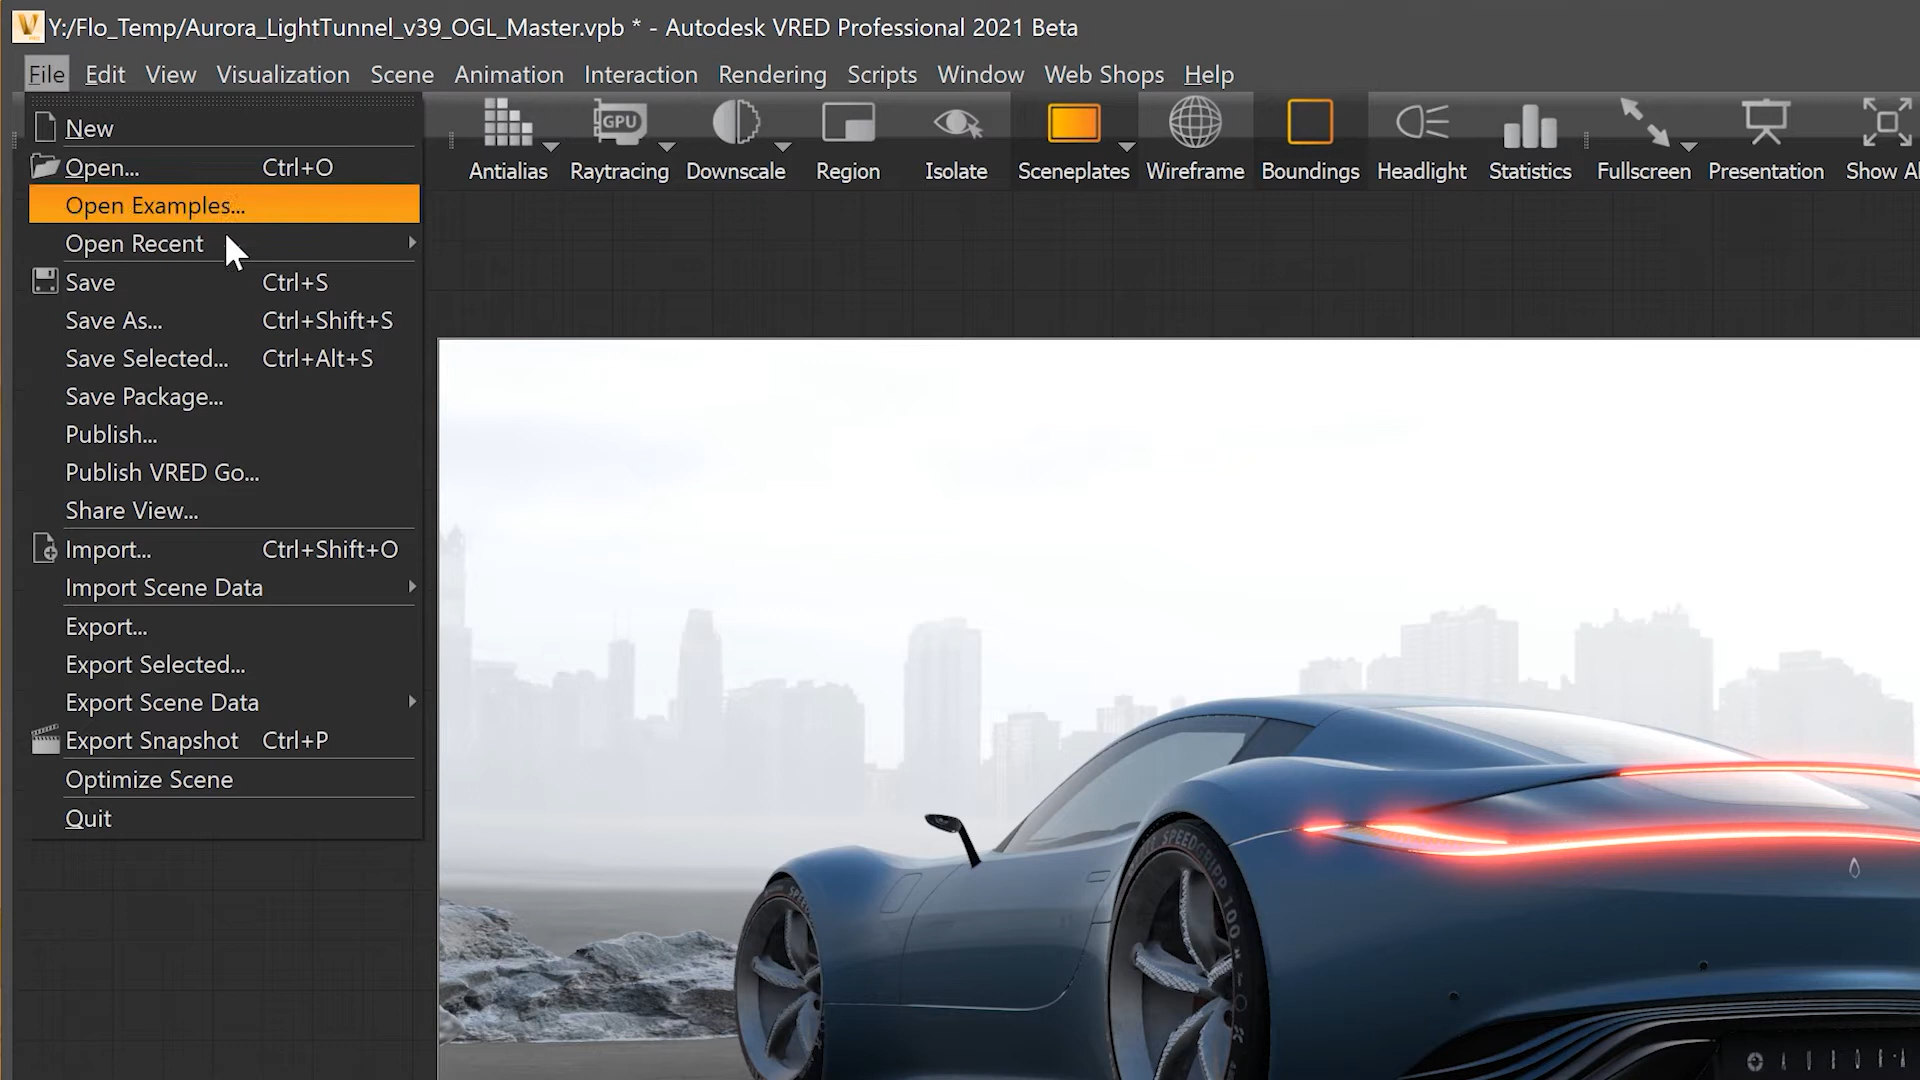 Y:/Flo_Temp/Aurora_LightTunnel_v39_OGL_Master.vpb * - Autodesk VRED Professional 2021 Beta
File Edit View Visualization Scene Animation Interaction Rendering Scripts Window Web Shops Help
GPU
Antialias Raytracing Downscale Region Isolate Sceneplates Wireframe Boundings Headlight Statistics Fullscreen Presentation Show
New
Open... Ctrl+O
Open Examples...
Open Recent
Save Ctrl+S
Save As... Ctrl+Shift+S
Save Selected... Ctrl+Alt+S
Save Package...
Publish...
Publish VRED Go...
Share View...
Import... Ctrl+Shift+O
Import Scene Data
Export...
Export Selected...
Export Scene Data
Export Snapshot Ctrl+P
Optimize Scene
Quit
SPEEDGRIPP 100